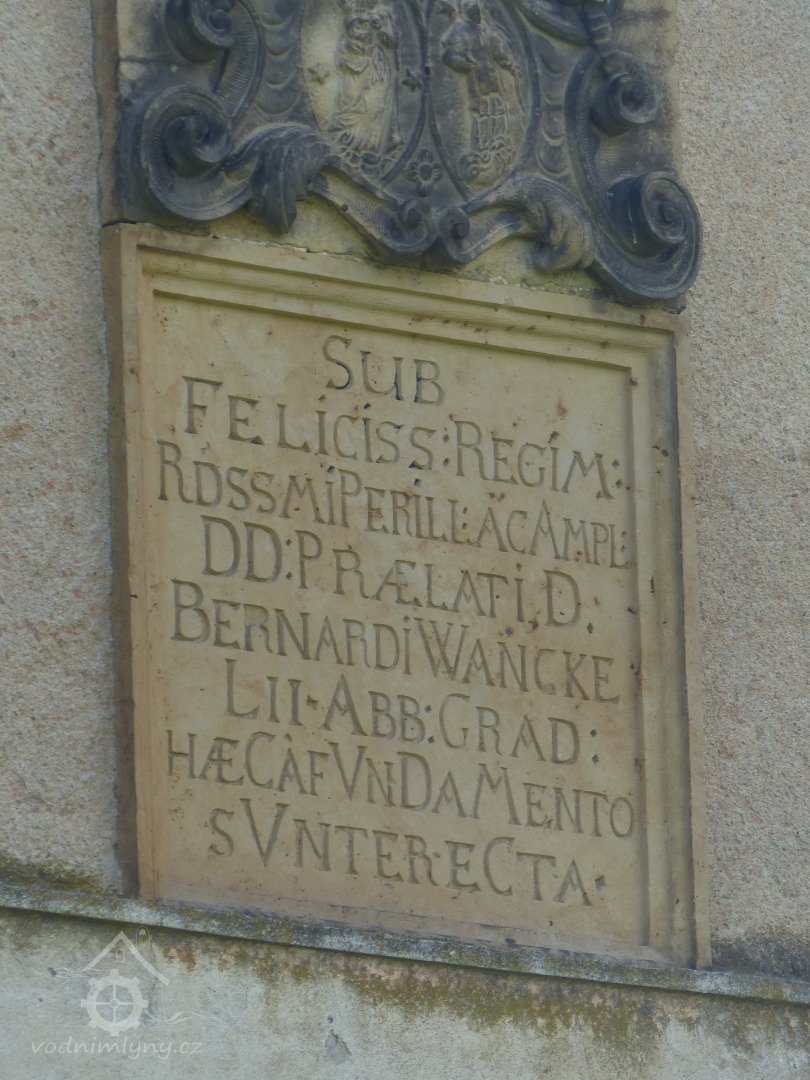 SUB
FELICISS: REGIM:
RDSSMI PERILL: ÄC AMPL:
DD: PRÆLATI D.
BERNARDI WANCKE
LII · ABB: GRAD:
HÆC À FVNDAMENTO
SVNT ERECTA ·
vodnimlyny.cz